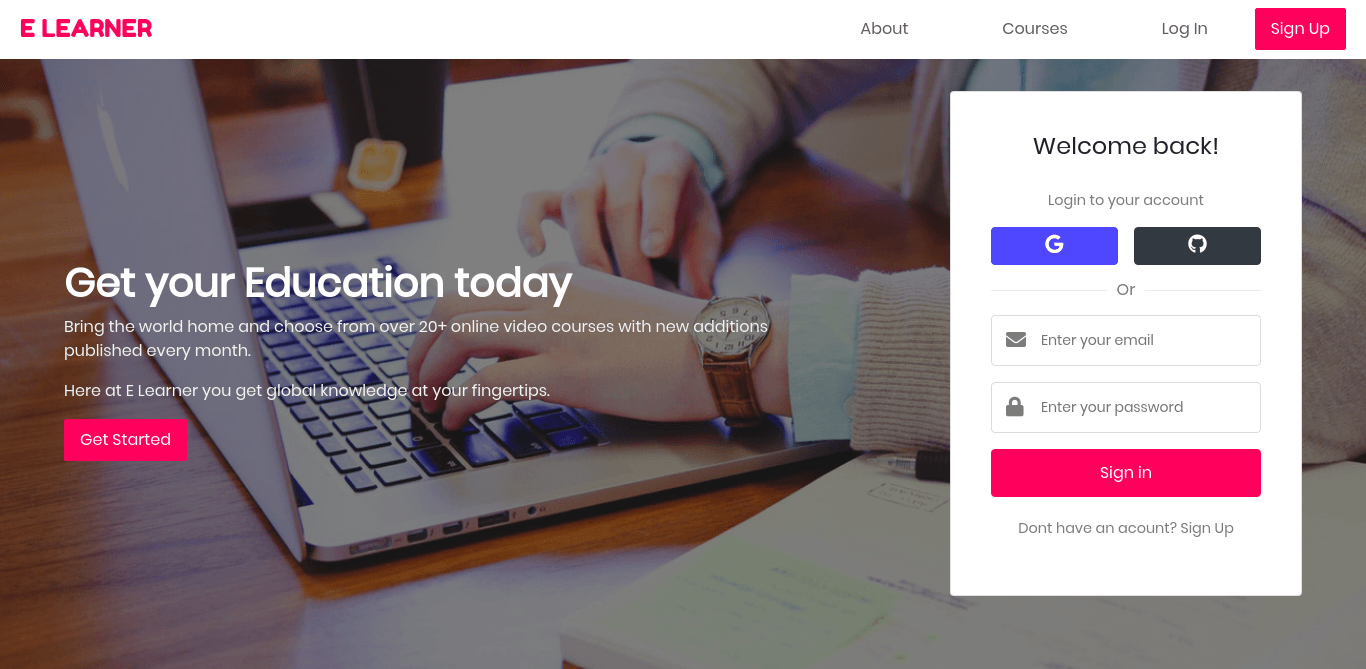 E LEARNER
About
Courses
Log In
Sign Up
Welcome back!
Login to your account
Or
Enter your email
Enter your password
Sign in
Dont have an acount? Sign Up
Get your Education today
Bring the world home and choose from over 20+ online video courses with new additions
published every month.
Here at E Learner you get global knowledge at your fingertips.
Get Started